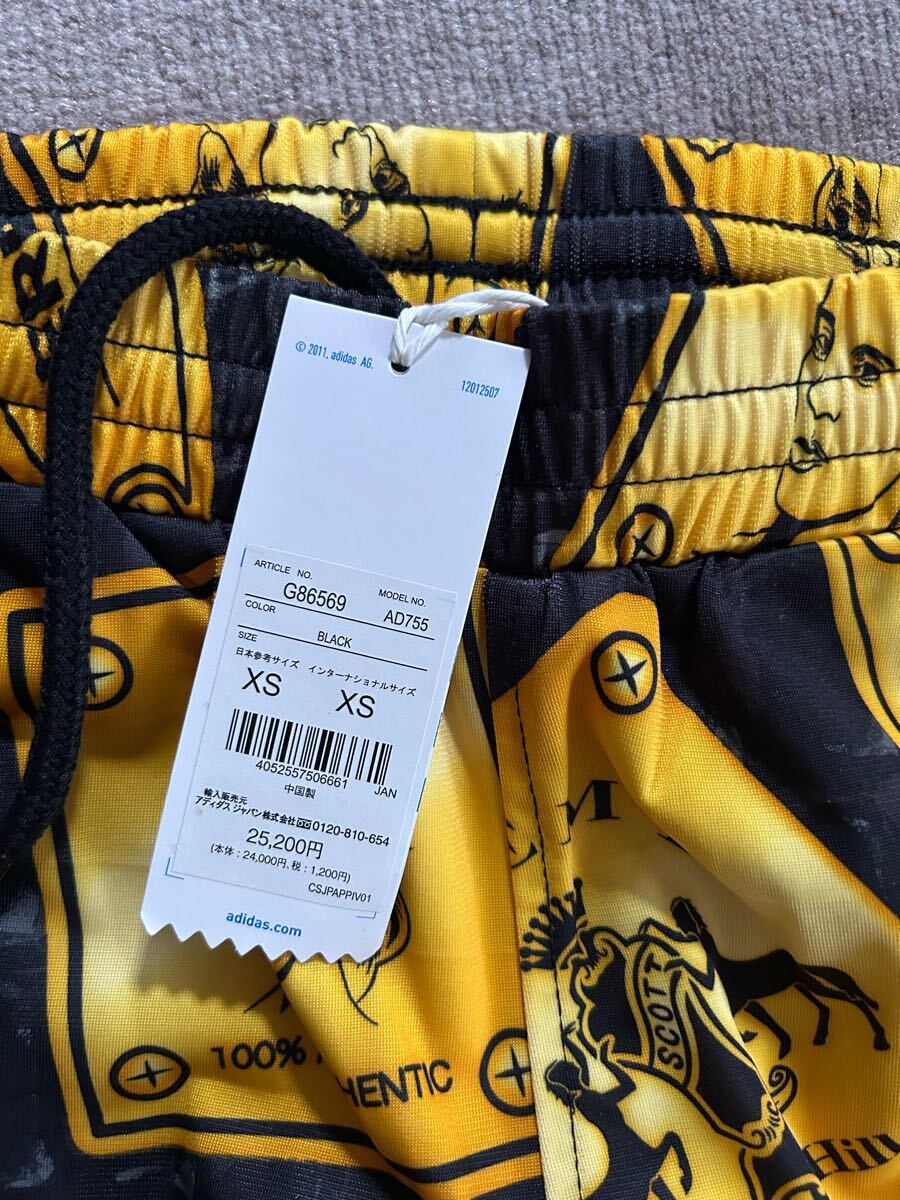 © 2011, adidas AG.
12012507
ARTICLE NO.
MODEL NO.
G86569
AD755
COLOR
BLACK
SIZE
日本参考サイズ インターナショナルサイズ
XS XS
4052557506661 JAN
中国製
輸入販売元
アディダス ジャパン株式会社 0120-810-654
25,200円
(本体：24,000円、税：1,200円)
CSJPAPPIV01
adidas.com
SCOTT
100%
HENTIC